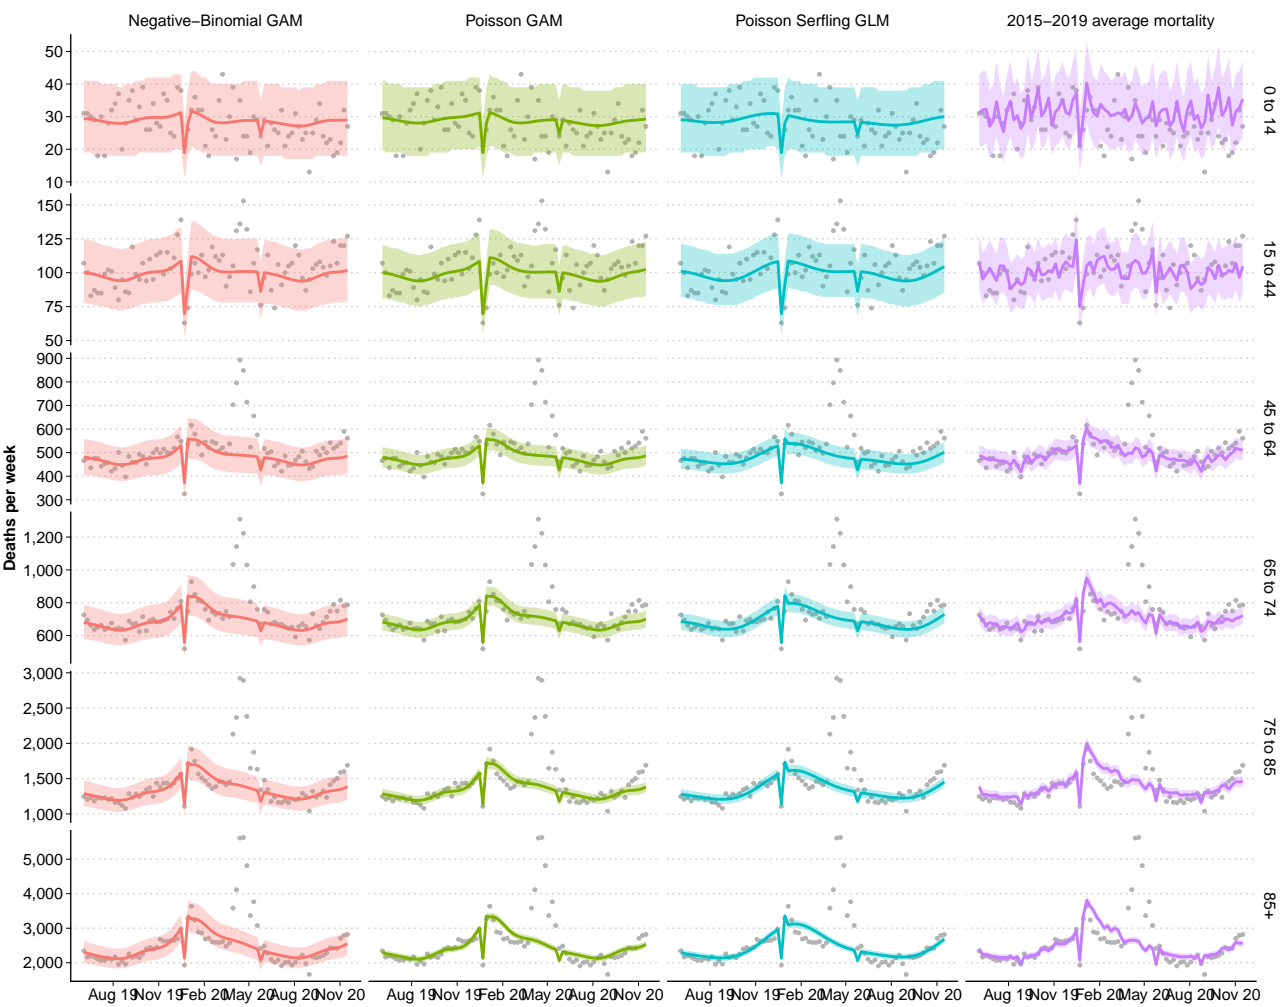 Negative−Binomial GAM
Poisson GAM
Poisson Serfling GLM
2015−2019 average mortality
Deaths per week
50
40
30
20
10
0 to 14
150
125
100
75
50
15 to 44
900
800
700
600
500
400
300
45 to 64
1,200
1,000
800
600
65 to 74
3,000
2,500
2,000
1,500
1,000
75 to 85
5,000
4,000
3,000
2,000
85+
Aug 19 Nov 19 Feb 20 May 20 Aug 20 Nov 20
Aug 19 Nov 19 Feb 20 May 20 Aug 20 Nov 20
Aug 19 Nov 19 Feb 20 May 20 Aug 20 Nov 20
Aug 19 Nov 19 Feb 20 May 20 Aug 20 Nov 20